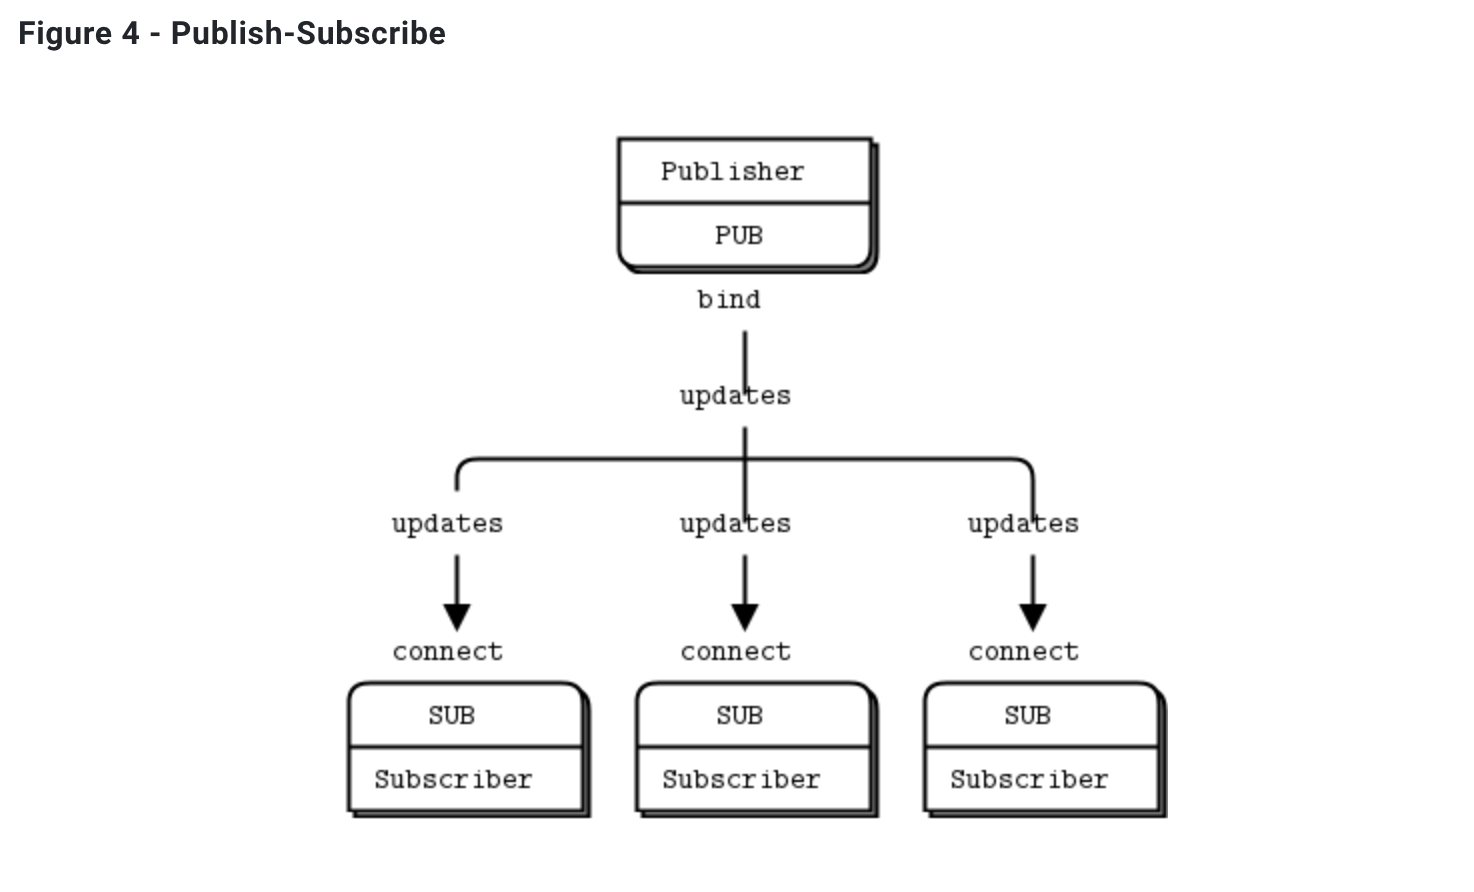 Figure 4 - Publish-Subscribe
Publisher
PUB
bind
updates
updates updates updates
connect connect connect
SUB SUB SUB
Subscriber Subscriber Subscriber